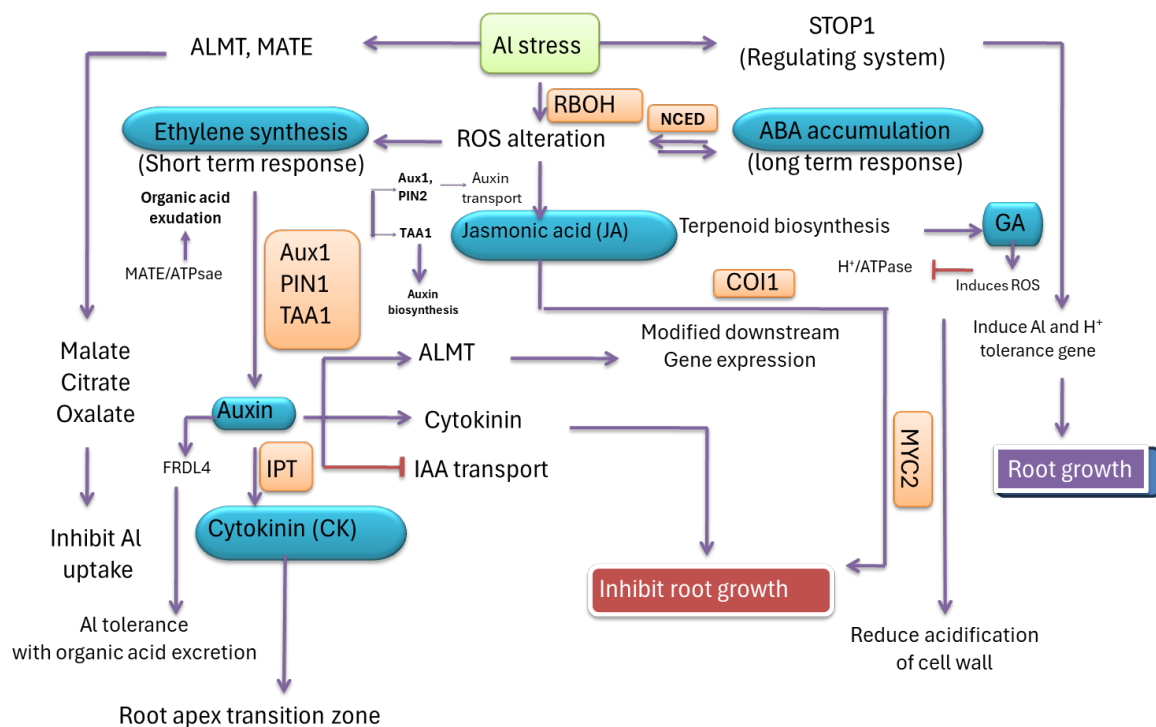 ALMT, MATE
Al stress
STOP1
(Regulating system)
RBOH
NCED
Ethylene synthesis
(Short term response)
ROS alteration
ABA accumulation
(long term response)
Organic acid
exudation
MATE/ATPsae
Aux1,
PIN2
Auxin
transport
TAA1
Auxin
biosynthesis
Aux1
PIN1
TAA1
Jasmonic acid (JA)
Terpenoid biosynthesis
GA
H⁺/ATPase
Induces ROS
COI1
Induce Al and H⁺
tolerance gene
Modified downstream
Gene expression
Malate
Citrate
Oxalate
ALMT
Auxin
Cytokinin
FRDL4
IPT
IAA transport
MYC2
Root growth
Inhibit Al
uptake
Cytokinin (CK)
Inhibit root growth
Al tolerance
with organic acid excretion
Reduce acidification
of cell wall
Root apex transition zone